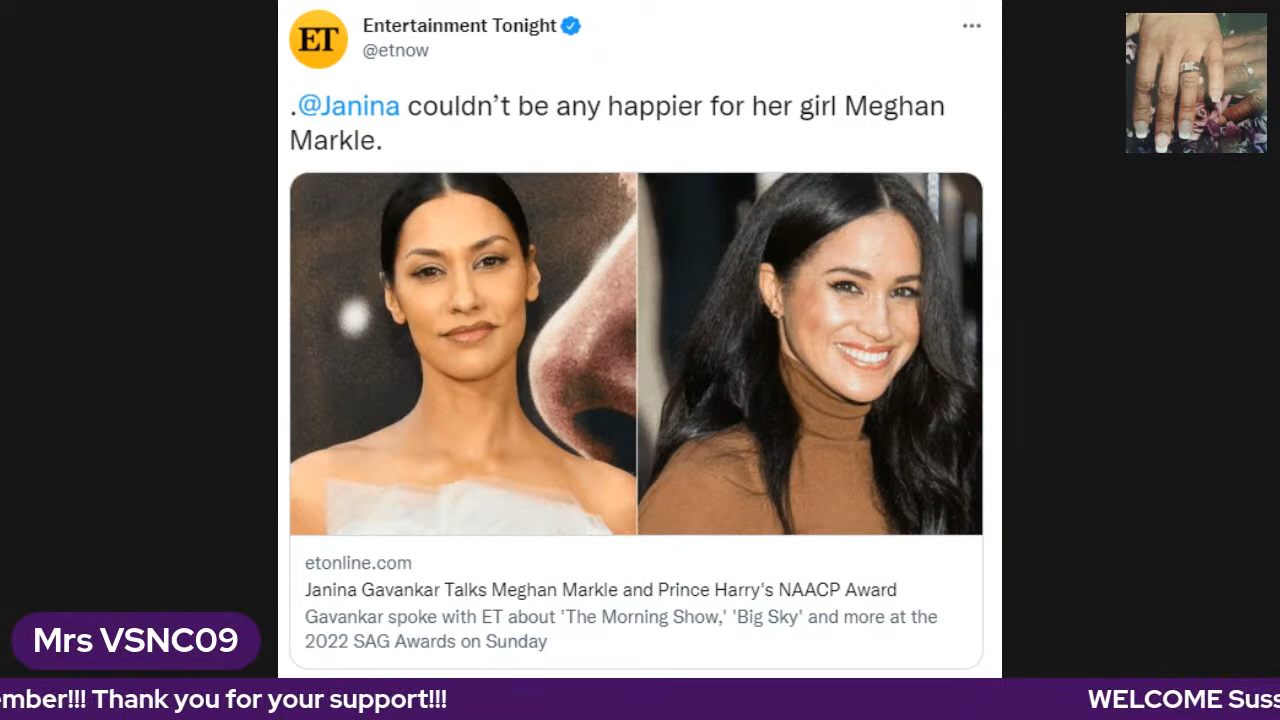 ET
Entertainment Tonight
@etnow
.@Janina couldn’t be any happier for her girl Meghan
Markle.
etonline.com
Janina Gavankar Talks Meghan Markle and Prince Harry's NAACP Award
Gavankar spoke with ET about 'The Morning Show,' 'Big Sky' and more at the
2022 SAG Awards on Sunday
Mrs VSNC09
mber!!! Thank you for your support!!!
WELCOME Suss